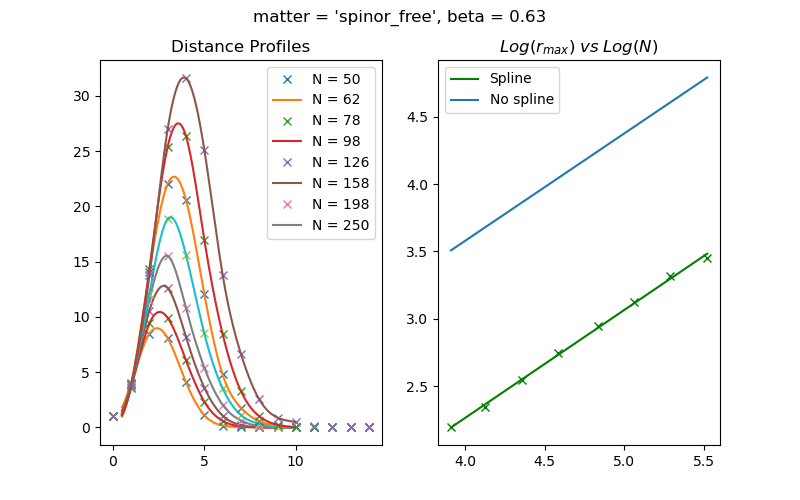 matter = 'spinor_free', beta = 0.63
Distance Profiles
30
25
20
15
10
5
0
0 5 10
N = 50
N = 62
N = 78
N = 98
N = 126
N = 158
N = 198
N = 250
Log(r_max) vs Log(N)
4.5
4.0
3.5
3.0
2.5
4.0 4.5 5.0 5.5
Spline
No spline